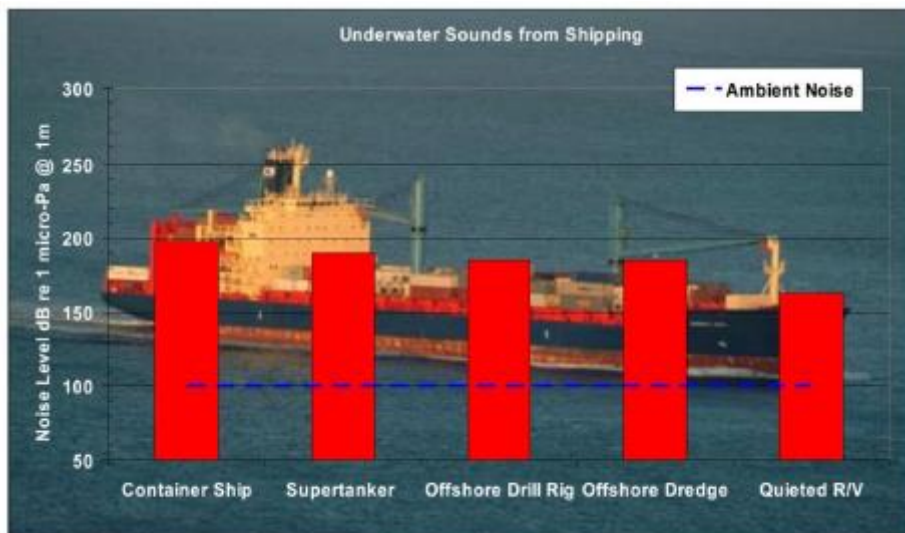 Underwater Sounds from Shipping
Ambient Noise
Noise Level dB re 1 micro-Pa @ 1m
300
250
200
150
100
50
Container Ship Supertanker Offshore Drill Rig Offshore Dredge Quieted R/V